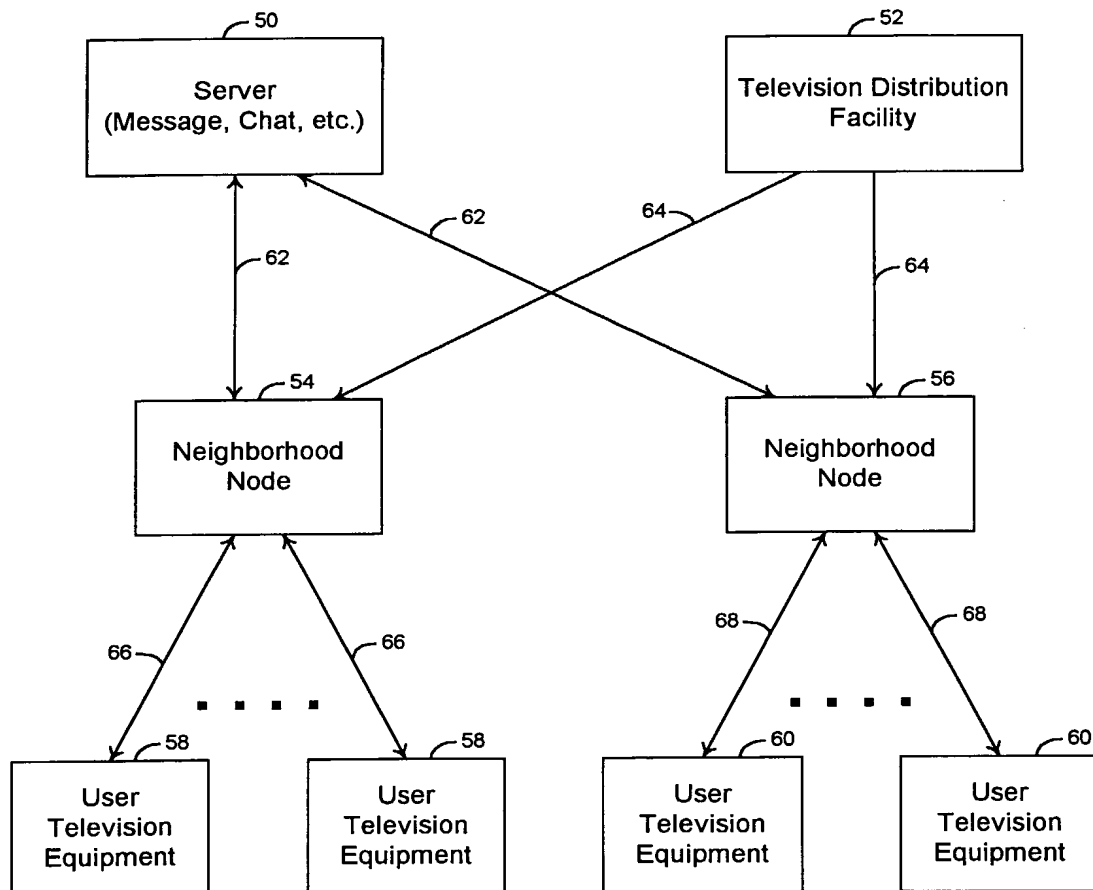 50
Server
(Message, Chat, etc.)
52
Television Distribution
Facility
62
62
64
64
54
Neighborhood
Node
56
Neighborhood
Node
66
66
68
68
58
User
Television
Equipment
58
User
Television
Equipment
60
User
Television
Equipment
60
User
Television
Equipment